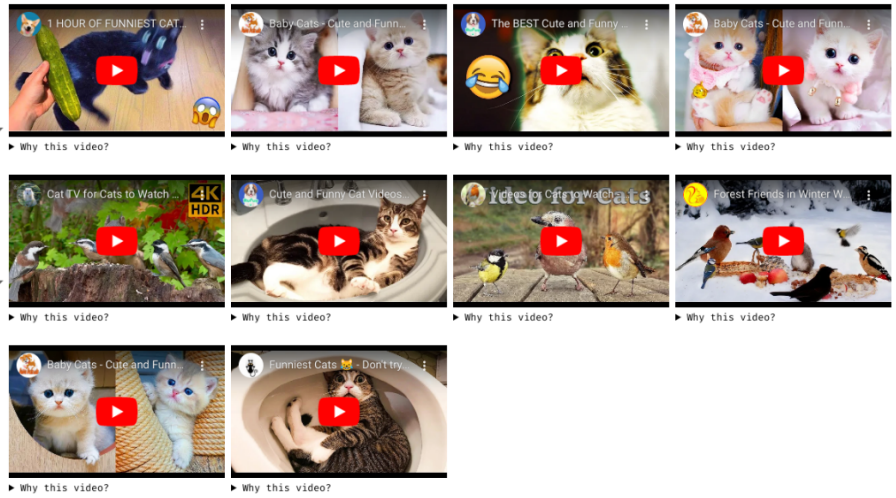 1 HOUR OF FUNNIEST CAT...
Baby Cats - Cute and Funn...
The BEST Cute and Funny ...
Baby Cats - Cute and Funn...
▶ Why this video?
▶ Why this video?
▶ Why this video?
▶ Why this video?
Cat TV for Cats to Watch ...
4K
HDR
Cute and Funny Cat Videos...
Videos for Cats to Watch ...
Video for Cats
Forest Friends in Winter W...
▶ Why this video?
▶ Why this video?
▶ Why this video?
▶ Why this video?
Baby Cats - Cute and Funn...
Funniest Cats 😹 - Don't try...
▶ Why this video?
▶ Why this video?